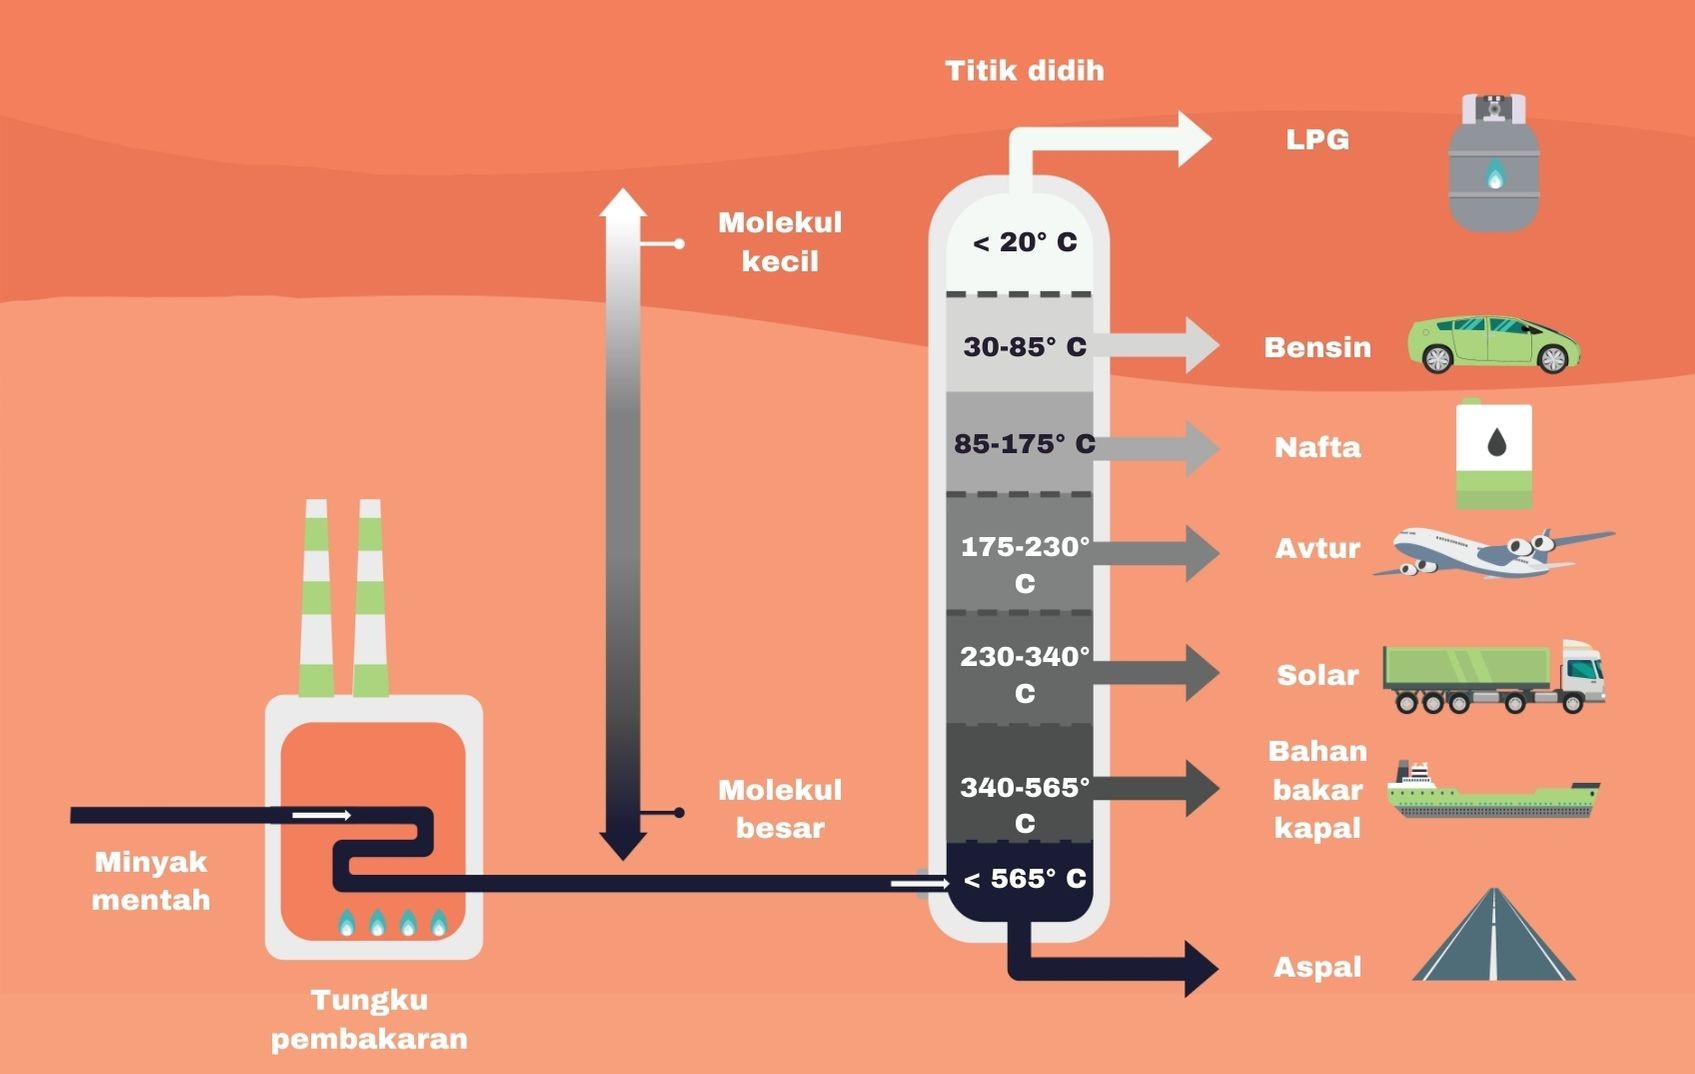 Titik didih
LPG
Molekul
kecil
< 20° C
30-85° C
Bensin
85-175° C
Nafta
175-230°
C
Avtur
230-340°
C
Solar
Molekul
besar
340-565°
C
Bahan
bakar
kapal
Minyak
mentah
< 565° C
Aspal
Tungku
pembakaran